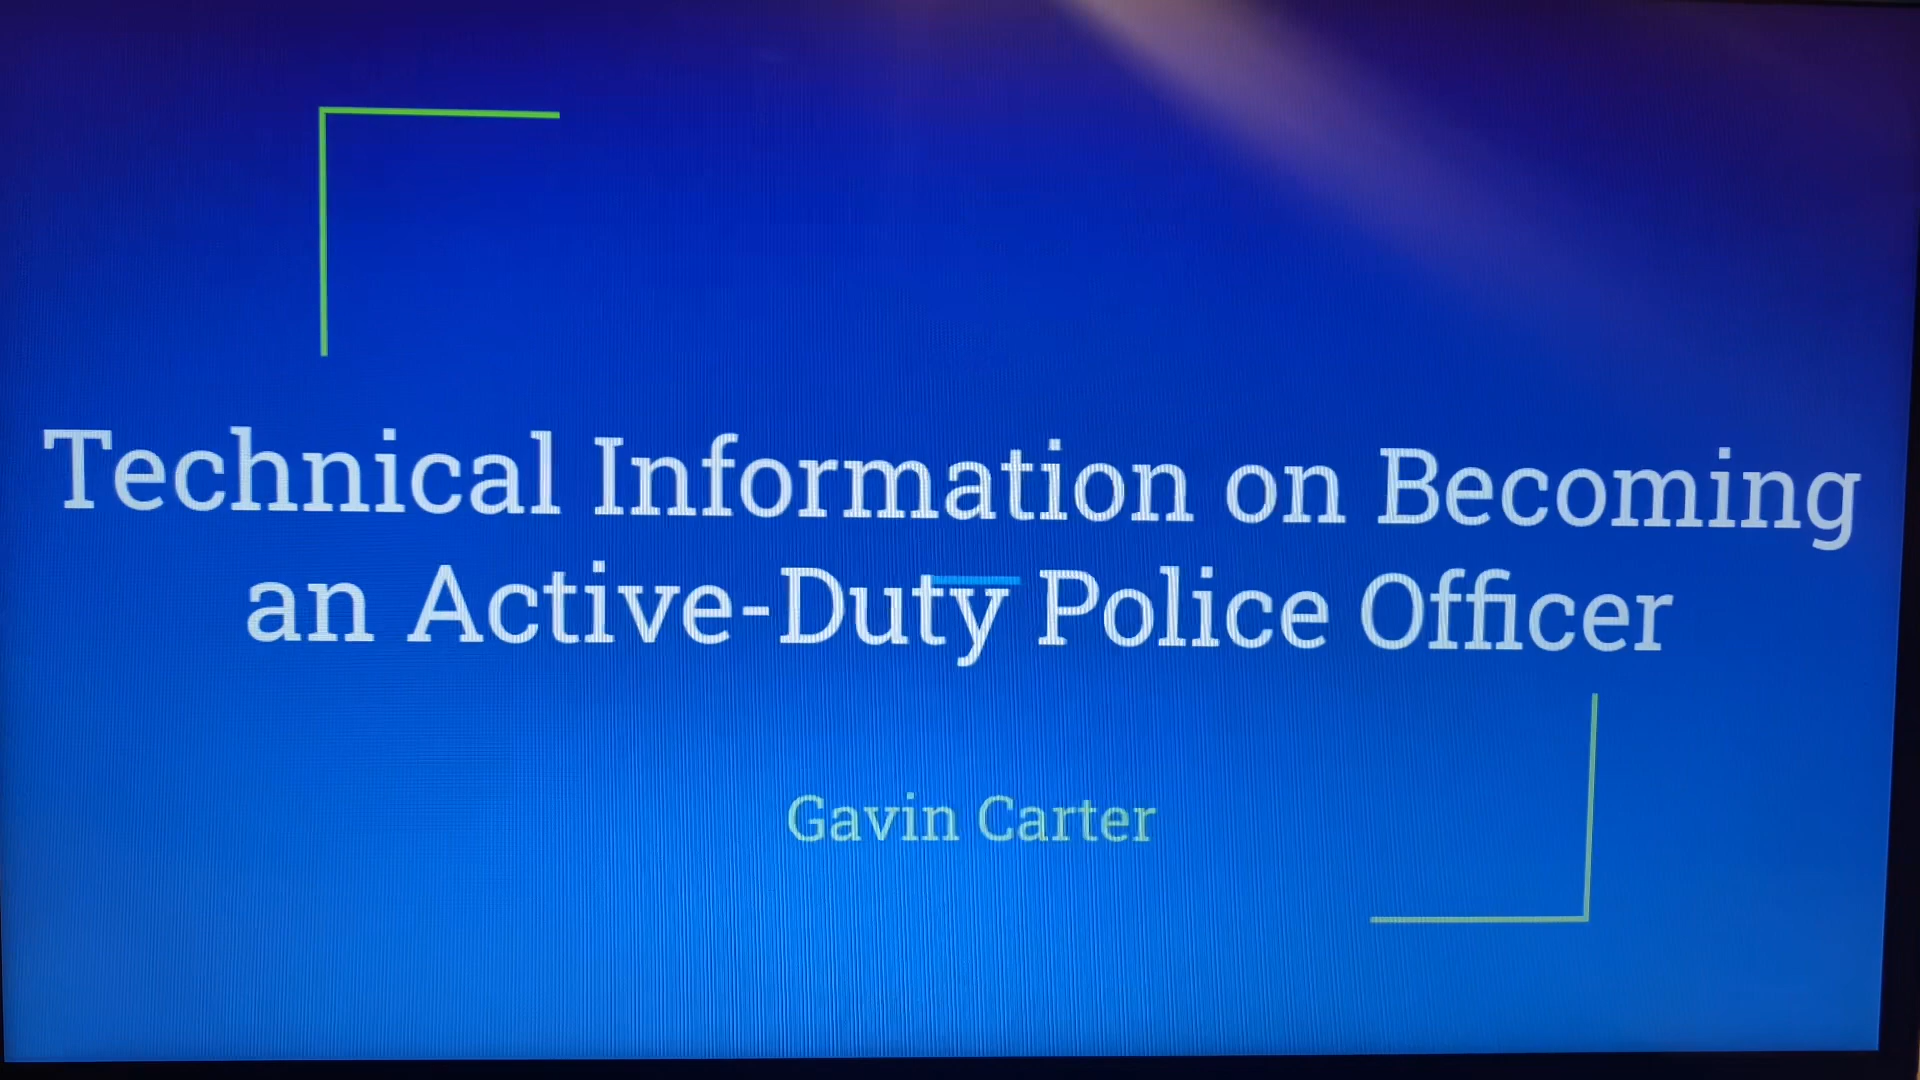 Technical Information on Becoming
an Active-Duty Police Officer
Gavin Carter